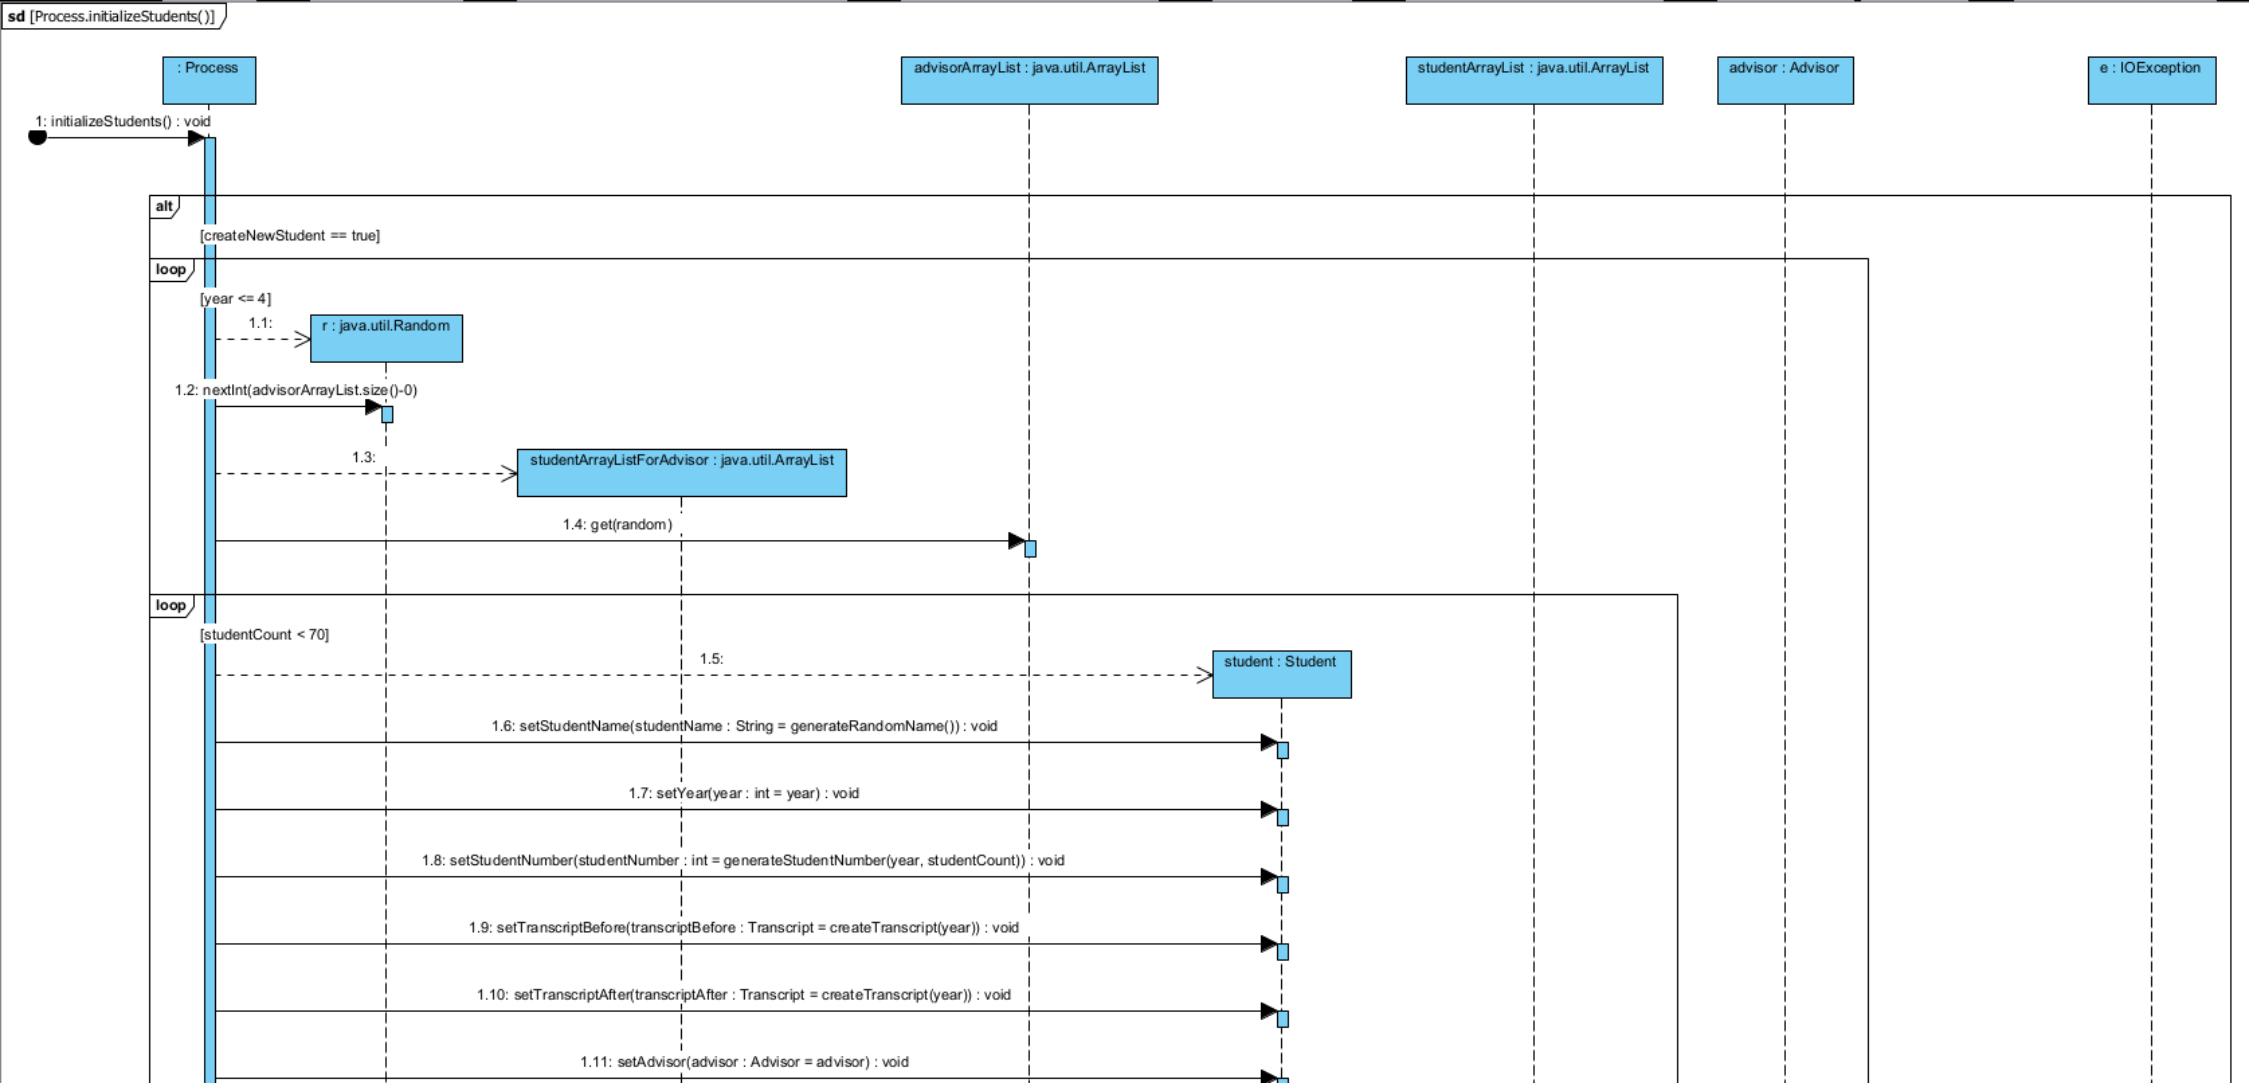 sd [Process.initializeStudents()]
: Process
advisorArrayList : java.util.ArrayList
studentArrayList : java.util.ArrayList
advisor : Advisor
e : IOException
1: initializeStudents() : void
alt
[createNewStudent == true]
loop
[year <= 4]
1.1:
r : java.util.Random
1.2: nextInt(advisorArrayList.size()-0)
1.3:
studentArrayListForAdvisor : java.util.ArrayList
1.4: get(random)
loop
[studentCount < 70]
1.5:
student : Student
1.6: setStudentName(studentName : String = generateRandomName()) : void
1.7: setYear(year : int = year) : void
1.8: setStudentNumber(studentNumber : int = generateStudentNumber(year, studentCount)) : void
1.9: setTranscriptBefore(transcriptBefore : Transcript = createTranscript(year)) : void
1.10: setTranscriptAfter(transcriptAfter : Transcript = createTranscript(year)) : void
1.11: setAdvisor(advisor : Advisor = advisor) : void